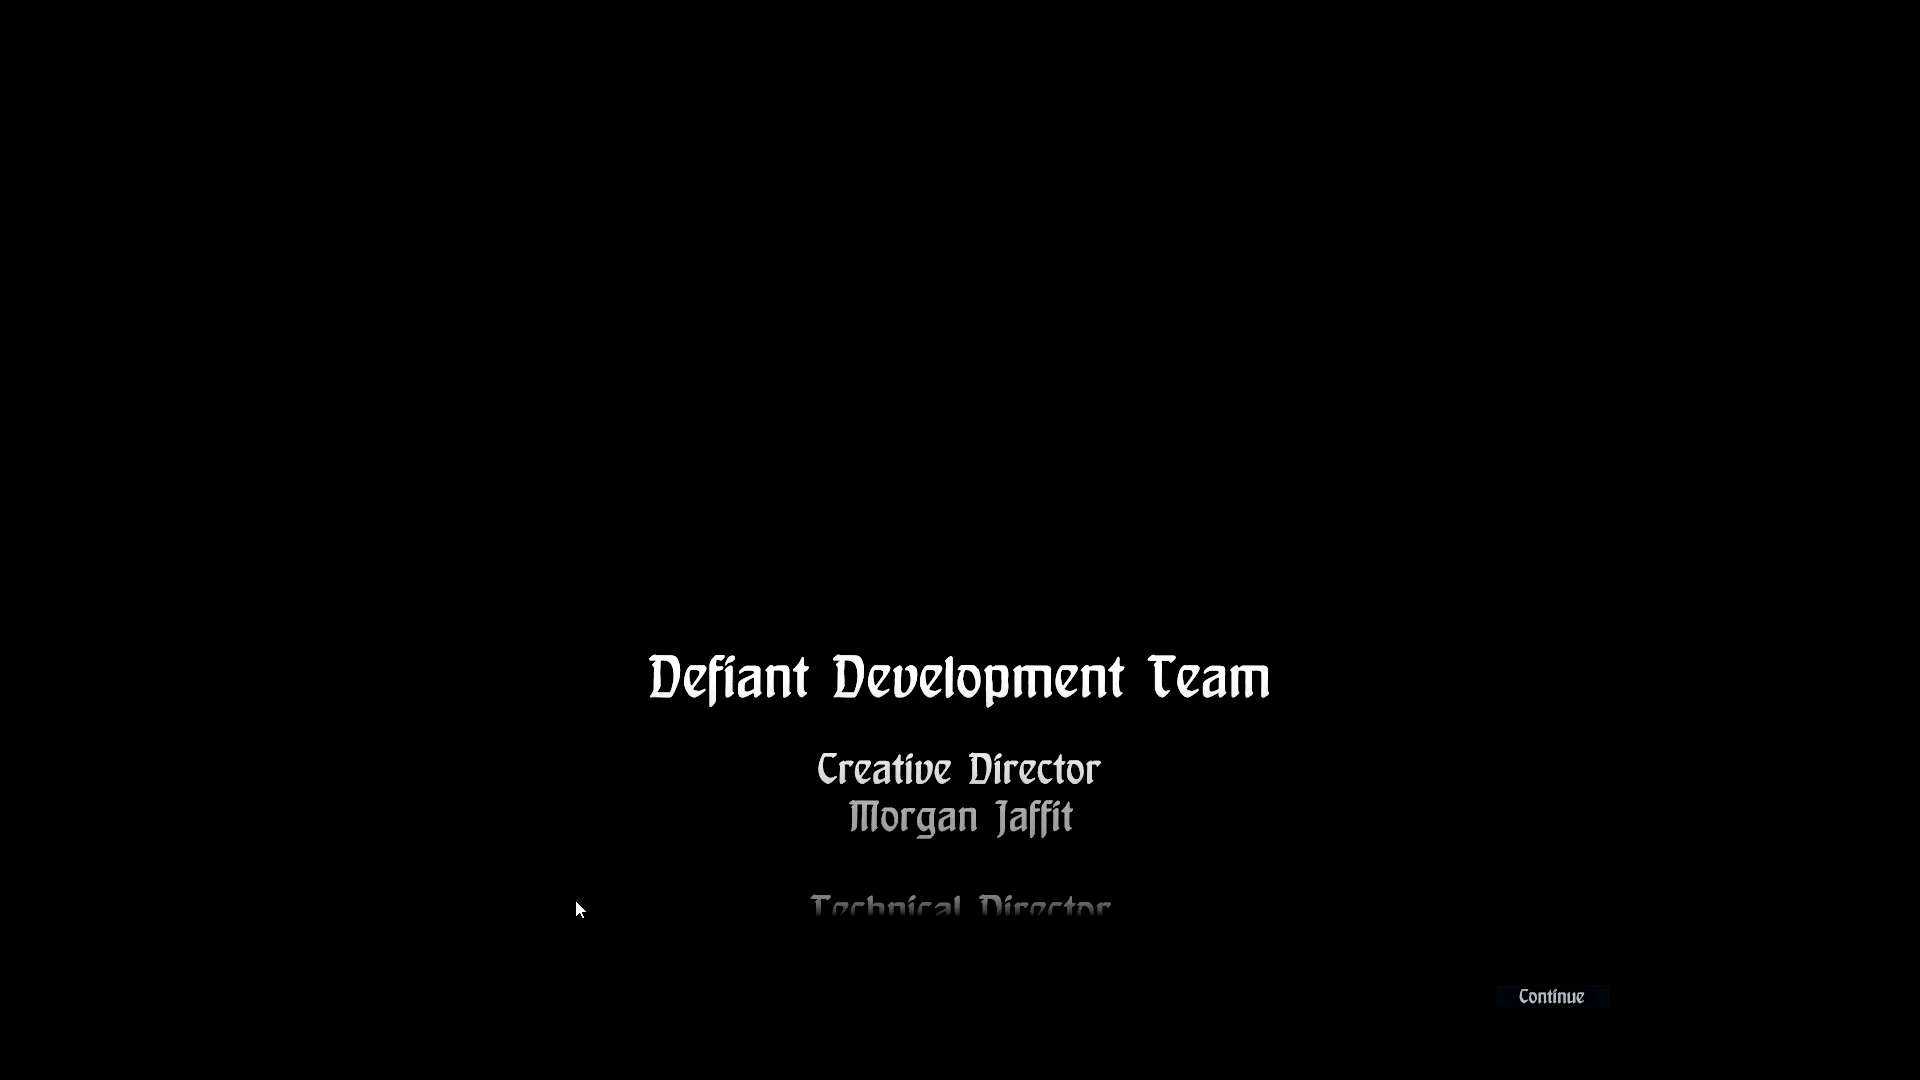 Defiant Development Team
Creative Director
Morgan Jaffit
Technical Director
Continue